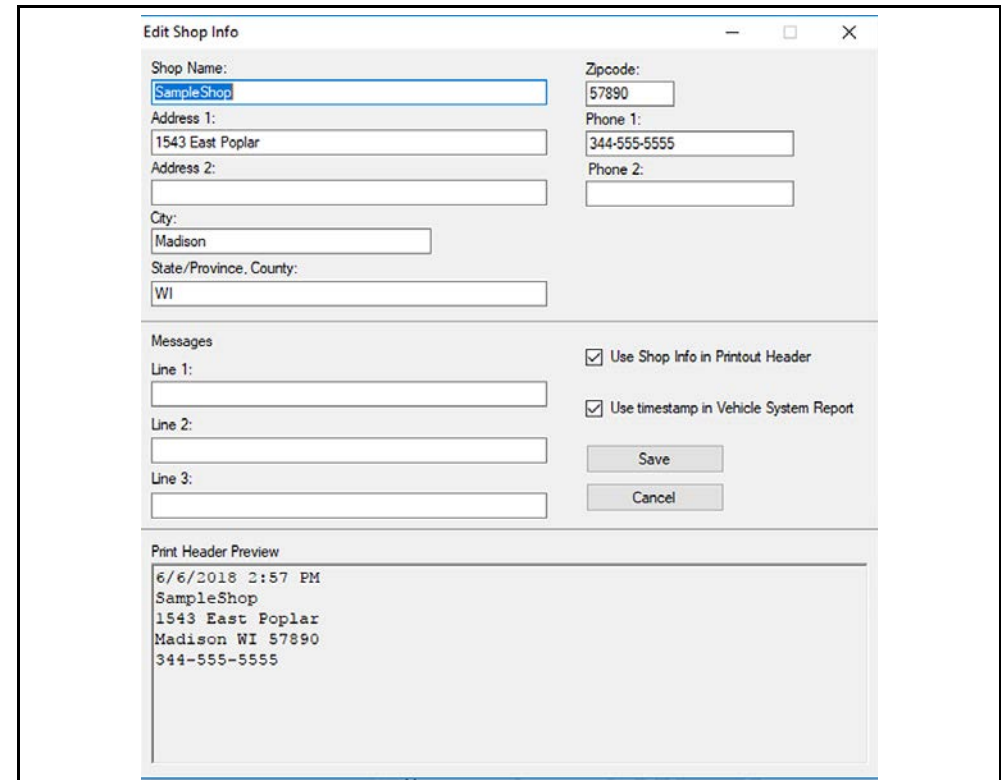 Edit Shop Info
Shop Name:
SampleShop
Address 1:
1543 East Poplar
Address 2:
City:
Madison
State/Province, County:
WI
Zipcode:
57890
Phone 1:
344-555-5555
Phone 2:
Messages
Line 1:
Line 2:
Line 3:
Use Shop Info in Printout Header
Use timestamp in Vehicle System Report
Save
Cancel
Print Header Preview
6/6/2018 2:57 PM
SampleShop
1543 East Poplar
Madison WI 57890
344-555-5555